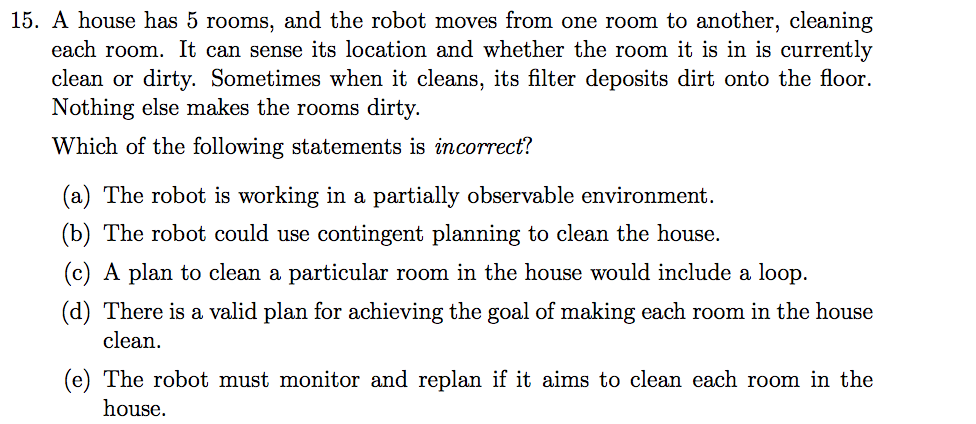 15. A house has 5 rooms, and the robot moves from one room to another, cleaning
each room. It can sense its location and whether the room it is in is currently
clean or dirty. Sometimes when it cleans, its filter deposits dirt onto the floor.
Nothing else makes the rooms dirty.
Which of the following statements is incorrect?
(a) The robot is working in a partially observable environment.
(b) The robot could use contingent planning to clean the house.
(c) A plan to clean a particular room in the house would include a loop.
(d) There is a valid plan for achieving the goal of making each room in the house
clean.
(e) The robot must monitor and replan if it aims to clean each room in the
house.